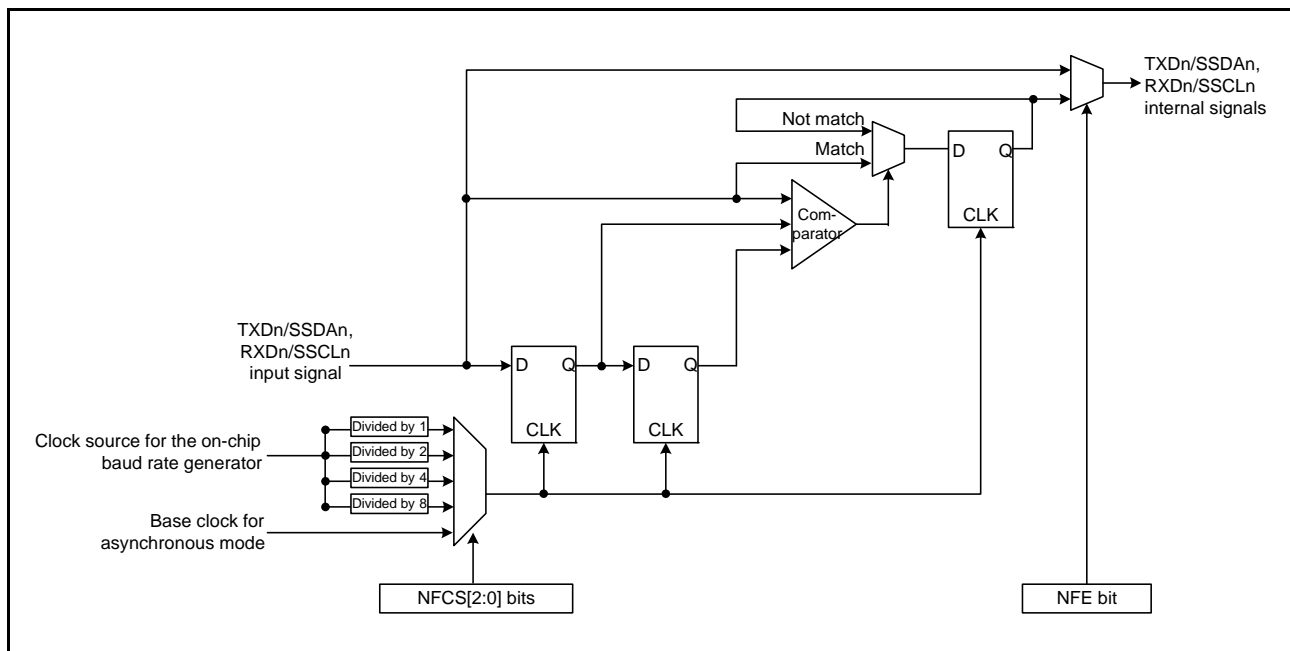 TXDn/SSDAn,
RXDn/SSCLn
internal signals
Not match
Match
D
Q
CLK
Com-
parator
TXDn/SSDAn,
RXDn/SSCLn
input signal
D
Q
CLK
D
Q
CLK
Clock source for the on-chip
baud rate generator
Divided by 1
Divided by 2
Divided by 4
Divided by 8
Base clock for
asynchronous mode
NFCS[2:0] bits
NFE bit